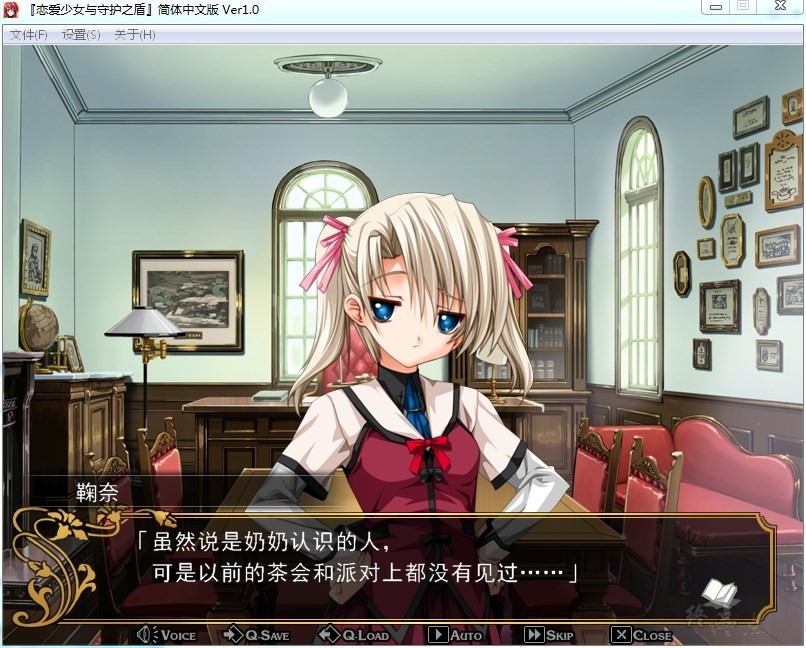 『恋爱少女与守护之盾』简体中文版 Ver1.0
文件(F) 设置(S) 关于(H)
鞠奈
「虽然说是奶奶认识的人，
可是以前的茶会和派对上都没有见过……」
VOICE Q.SAVE Q.LOAD AUTO SKIP CLOSE